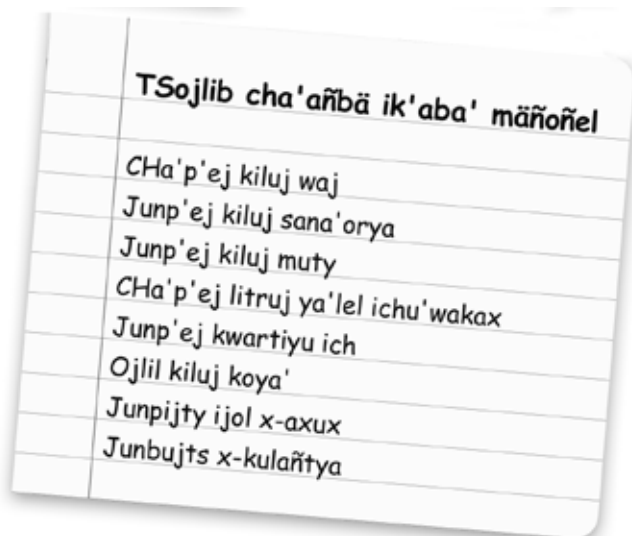 TSojlib cha'añbä ik'aba' mäñoñel
CHa'p'ej kiluj waj
Junp'ej kiluj sana'orya
Junp'ej kiluj muty
CHa'p'ej litruj ya'lel ichu'wakax
Junp'ej kwartiyu ich
Ojlil kiluj koya'
Junpijty ijol x-axux
Junbujts x-kulañtya